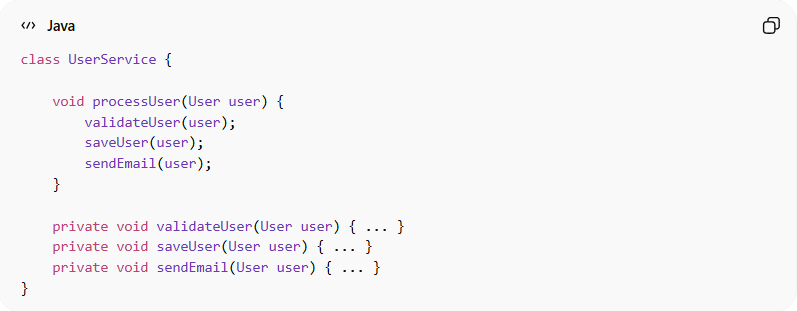 </> Java
class UserService {
    void processUser(User user) {
        validateUser(user);
        saveUser(user);
        sendEmail(user);
    }
    private void validateUser(User user) { ... }
    private void saveUser(User user) { ... }
    private void sendEmail(User user) { ... }
}